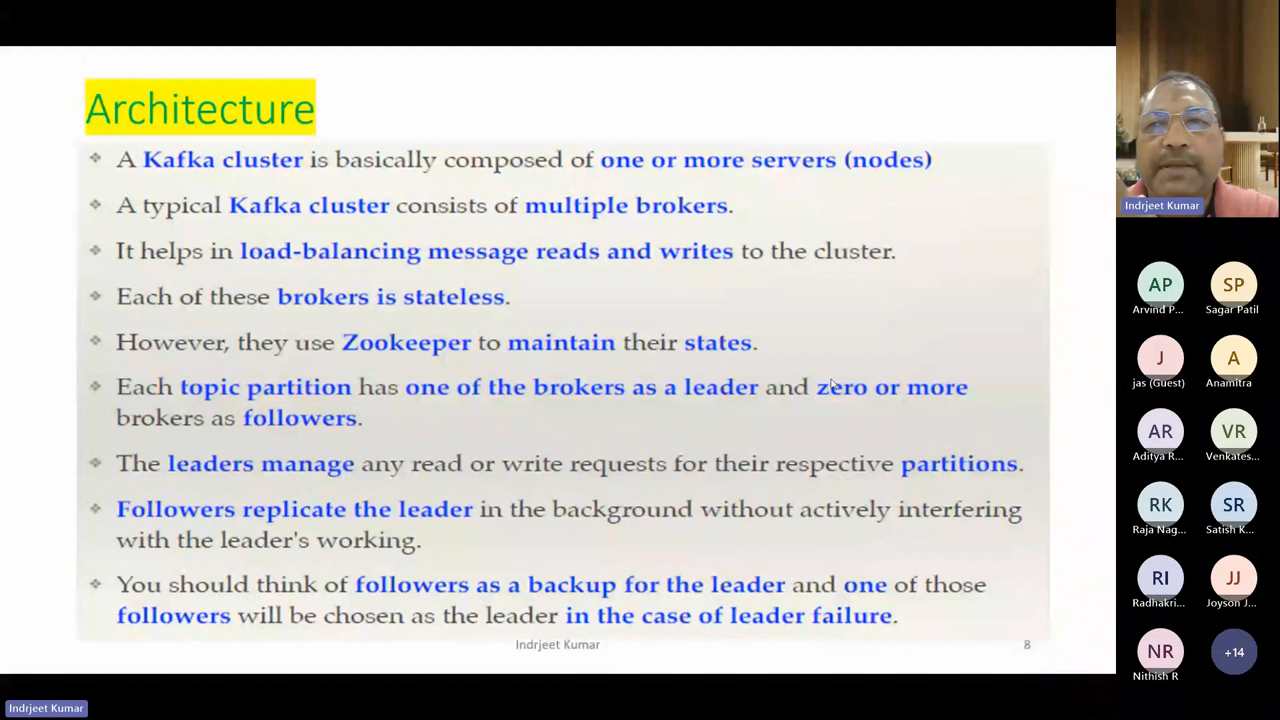 Architecture
A Kafka cluster is basically composed of one or more servers (nodes)
A typical Kafka cluster consists of multiple brokers.
It helps in load-balancing message reads and writes to the cluster.
Each of these brokers is stateless.
However, they use Zookeeper to maintain their states.
Each topic partition has one of the brokers as a leader and zero or more
brokers as followers.
The leaders manage any read or write requests for their respective partitions.
Followers replicate the leader in the background without actively interfering
with the leader's working.
You should think of followers as a backup for the leader and one of those
followers will be chosen as the leader in the case of leader failure.
Indrjeet Kumar
8
Indrjeet Kumar
Indrjeet Kumar
AP
SP
Arvind P...
Sagar Patil
J
A
jas (Guest)
Anamitra
AR
VR
Aditya R...
Venkates...
RK
SR
Raja Nag...
Satish K...
RI
JJ
Radhakri...
Joyson J...
NR
+14
Nithish R